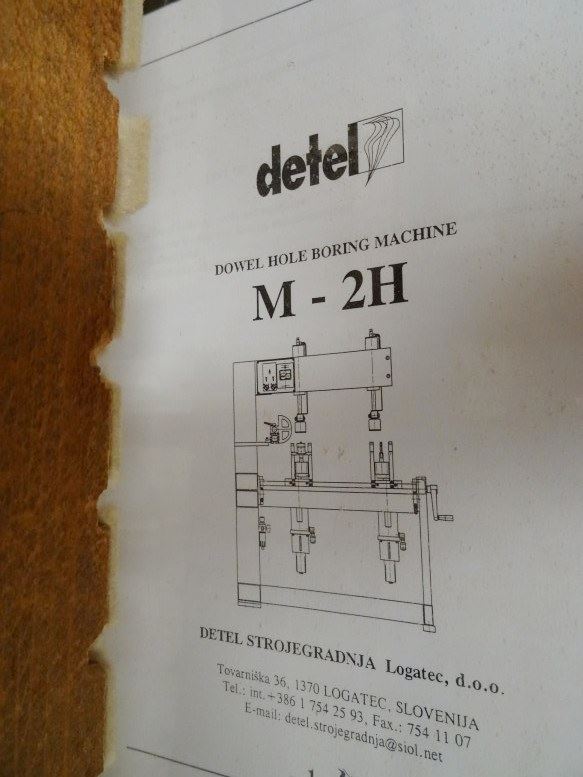 detel
DOWEL HOLE BORING MACHINE
M - 2H
DETEL STROJEGRADNJA Logatec, d.o.o.
Tovarniška 36, 1370 LOGATEC, SLOVENIJA
Tel.: int. +386 1 754 25 93, Fax.: 754 11 07
E-mail: detel.strojegradnja@siol.net